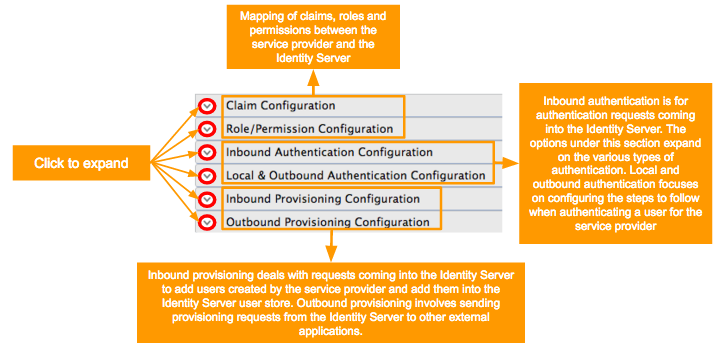 Mapping of claims, roles and
permissions between the
service provider and the
Identity Server
Claim Configuration
Role/Permission Configuration
Inbound Authentication Configuration
Local & Outbound Authentication Configuration
Inbound Provisioning Configuration
Outbound Provisioning Configuration
Click to expand
Inbound authentication is for
authentication requests coming
into the Identity Server. The
options under this section expand
on the various types of
authentication. Local and
outbound authentication focuses
on configuring the steps to follow
when authenticating a user for the
service provider
Inbound provisioning deals with requests coming into the Identity Server
to add users created by the service provider and add them into the
Identity Server user store. Outbound provisioning involves sending
provisioning requests from the Identity Server to other external
applications.